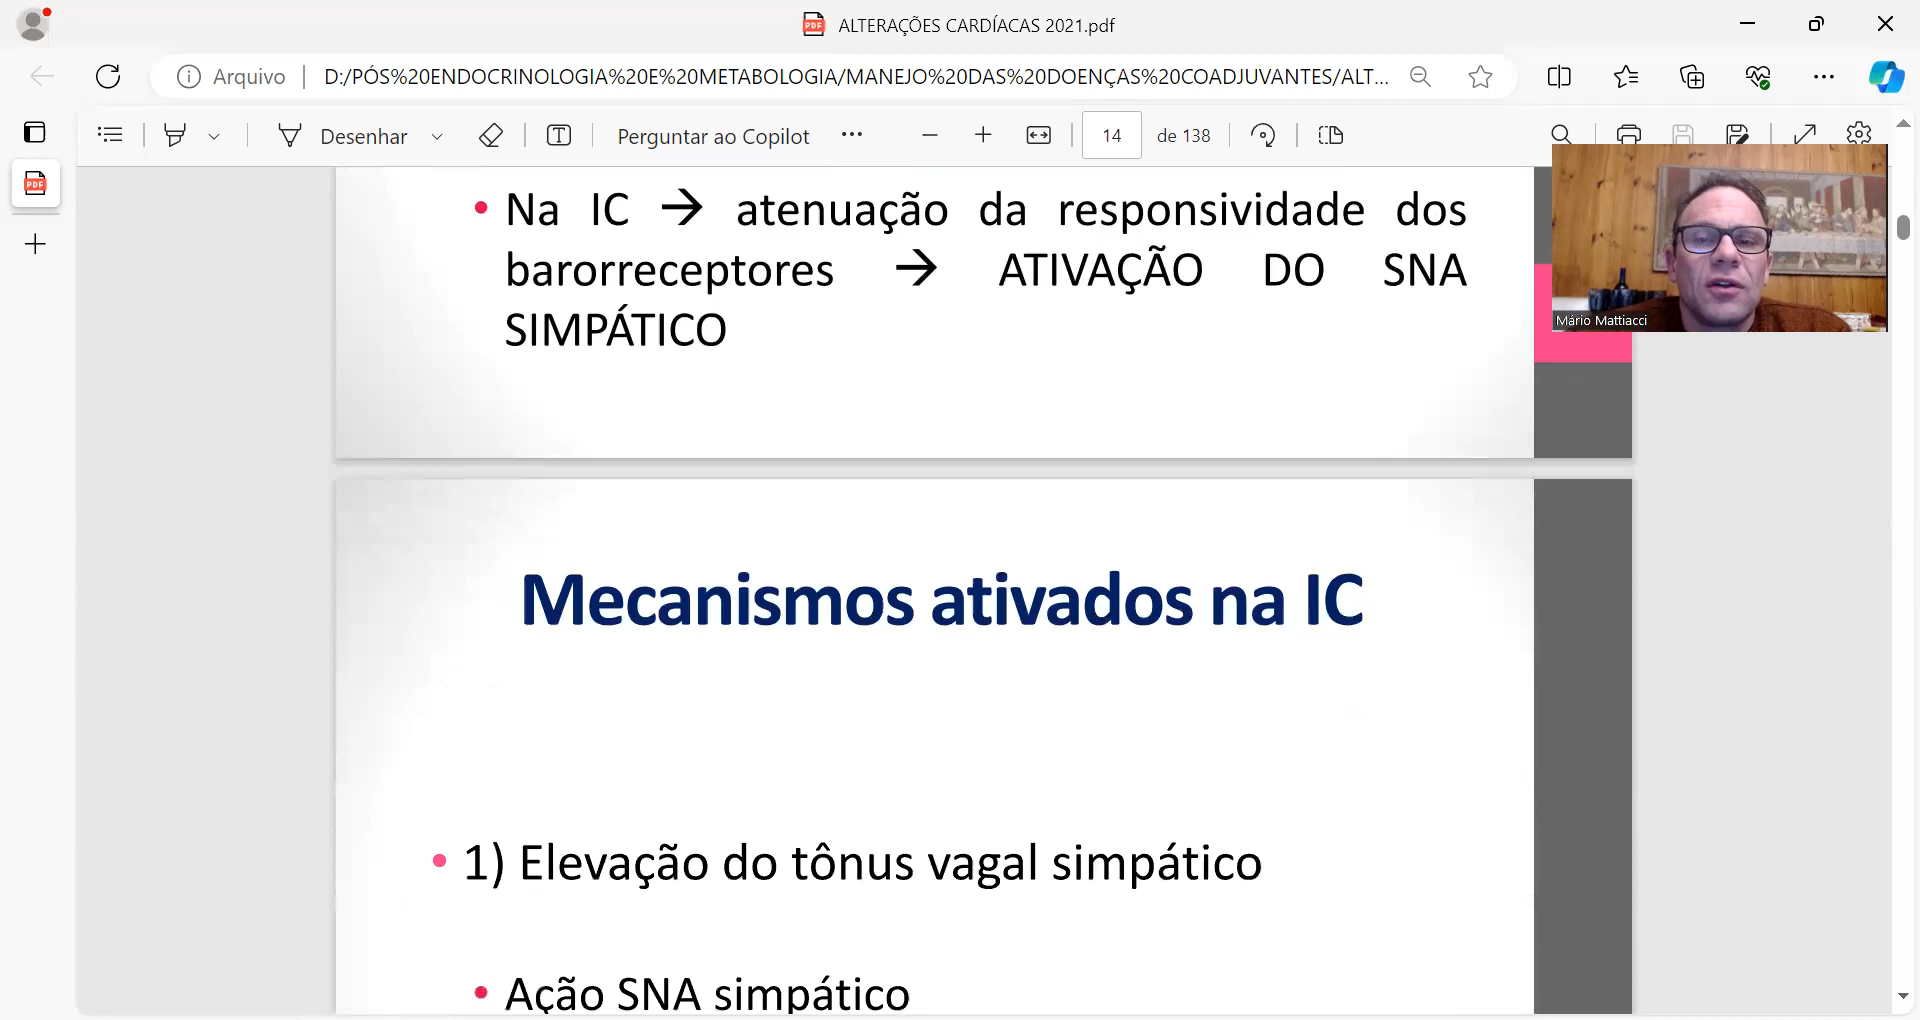 ALTERAÇÕES CARDÍACAS 2021.pdf
Arquivo
D:/PÓS%20ENDOCRINOLOGIA%20E%20METABOLOGIA/MANEJO%20DAS%20DOENÇAS%20COADJUVANTES/ALT...
Desenhar
Perguntar ao Copilot
14
de 138
PDF
PDF
Mário Mattiacci
• Na IC → atenuação da responsividade dos
barorreceptores → ATIVAÇÃO DO SNA
SIMPÁTICO
Mecanismos ativados na IC
• 1) Elevação do tônus vagal simpático
• Ação SNA simpático